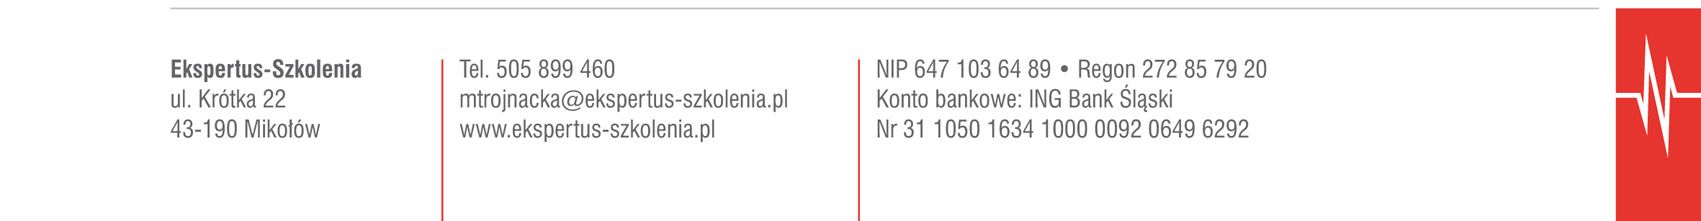 Ekspertus-Szkolenia
ul. Krótka 22
43-190 Mikołów
Tel. 505 899 460
mtrojnacka@ekspertus-szkolenia.pl
www.ekspertus-szkolenia.pl
NIP 647 103 64 89 • Regon 272 85 79 20
Konto bankowe: ING Bank Śląski
Nr 31 1050 1634 1000 0092 0649 6292